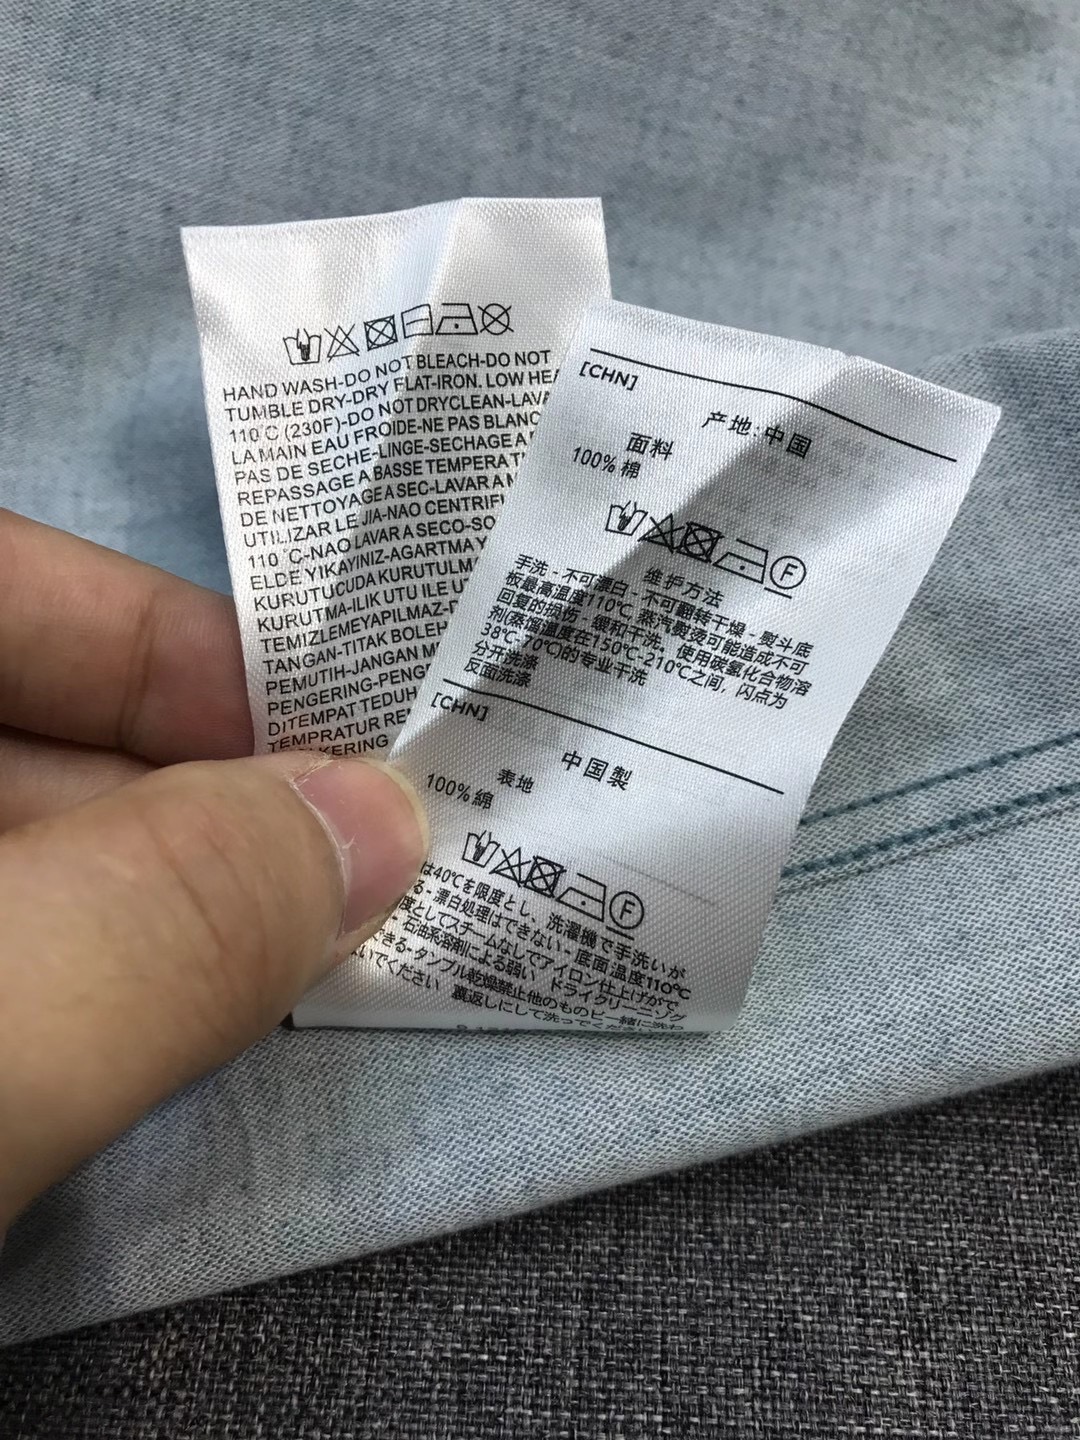 HAND WASH-DO NOT BLEACH-DO NOT
TUMBLE DRY-DRY FLAT-IRON. LOW HEA
110°C (230F)-DO NOT DRYCLEAN-LAVA
LA MAIN EAU FROIDE-NE PAS BLANC
PAS DE SECHE-LINGE-SECHAGE A
REPASSAGE A BASSE TEMPERAT
DE NETTOYAGE A SEC-LAVAR A M
UTILIZAR LE JIA-NAO CENTRIF
110°C-NAO LAVAR A SECO-SO
ELDE YIKAYINIZ-AGARTMA Y
KURUTUCUDA KURUTULM
KURUTMA-ILIK UTU ILE U
TEMIZLEMEYAPILMAZ-D
TANGAN-TITAK BOLEH
PEMUTIH-JANGAN M
PENGERING-PENG
DITEMPAT TEDUH
TEMPRATUR RE
KERING
[CHN]
产地:中国
面料
100% 棉
F
维护方法
手洗 - 不可漂白 - 不可翻转干燥 - 熨斗底
板最高温度110℃, 蒸汽熨烫可能造成不可
回复的损伤 - 缓和干洗。使用碳氢化合物溶
剂(蒸馏温度在150℃-210℃之间, 闪点为
38℃-70℃)的专业干洗
分开洗涤
反面洗涤
[CHN]
中国製
表地
100% 綿
F
は40℃を限度とし、洗濯機で手洗いが
る - 漂白処理はできない - 底面温度110℃
度としてスチームなしでアイロン仕上げがで
- 石油系溶剤による弱い ドライクリーニング
できる - タンブル乾燥禁止他のものと一緒に洗わ
いでください 裏返しにして洗ってくだ